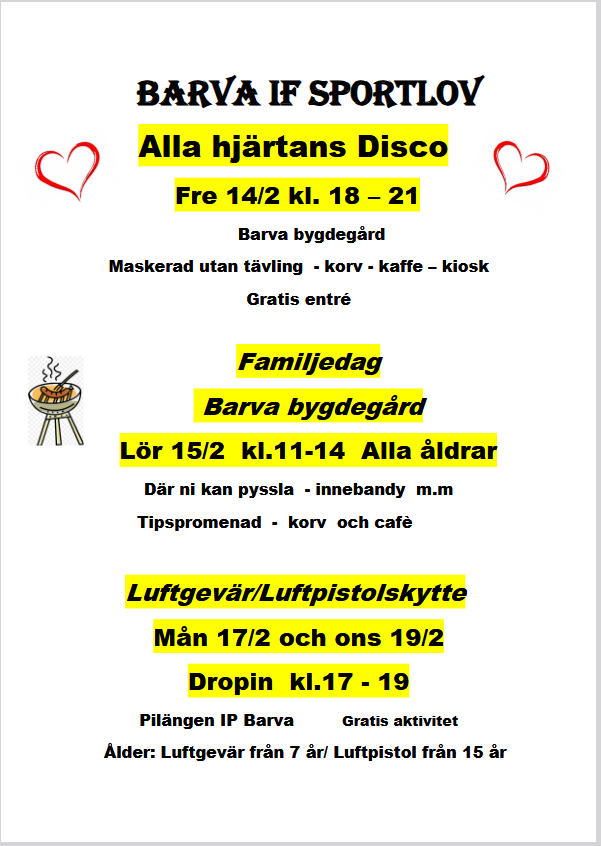 BARVA IF SPORTLOV
Alla hjärtans Disco
Fre 14/2 kl. 18 – 21
Barva bygdegård
Maskerad utan tävling - korv - kaffe – kiosk
Gratis entré
Familjedag
Barva bygdegård
Lör 15/2 kl.11-14 Alla åldrar
Där ni kan pyssla - innebandy m.m
Tipspromenad - korv och cafè
Luftgevär/Luftpistolskytte
Mån 17/2 och ons 19/2
Dropin kl.17 - 19
Pilängen IP Barva Gratis aktivitet
Ålder: Luftgevär från 7 år/ Luftpistol från 15 år